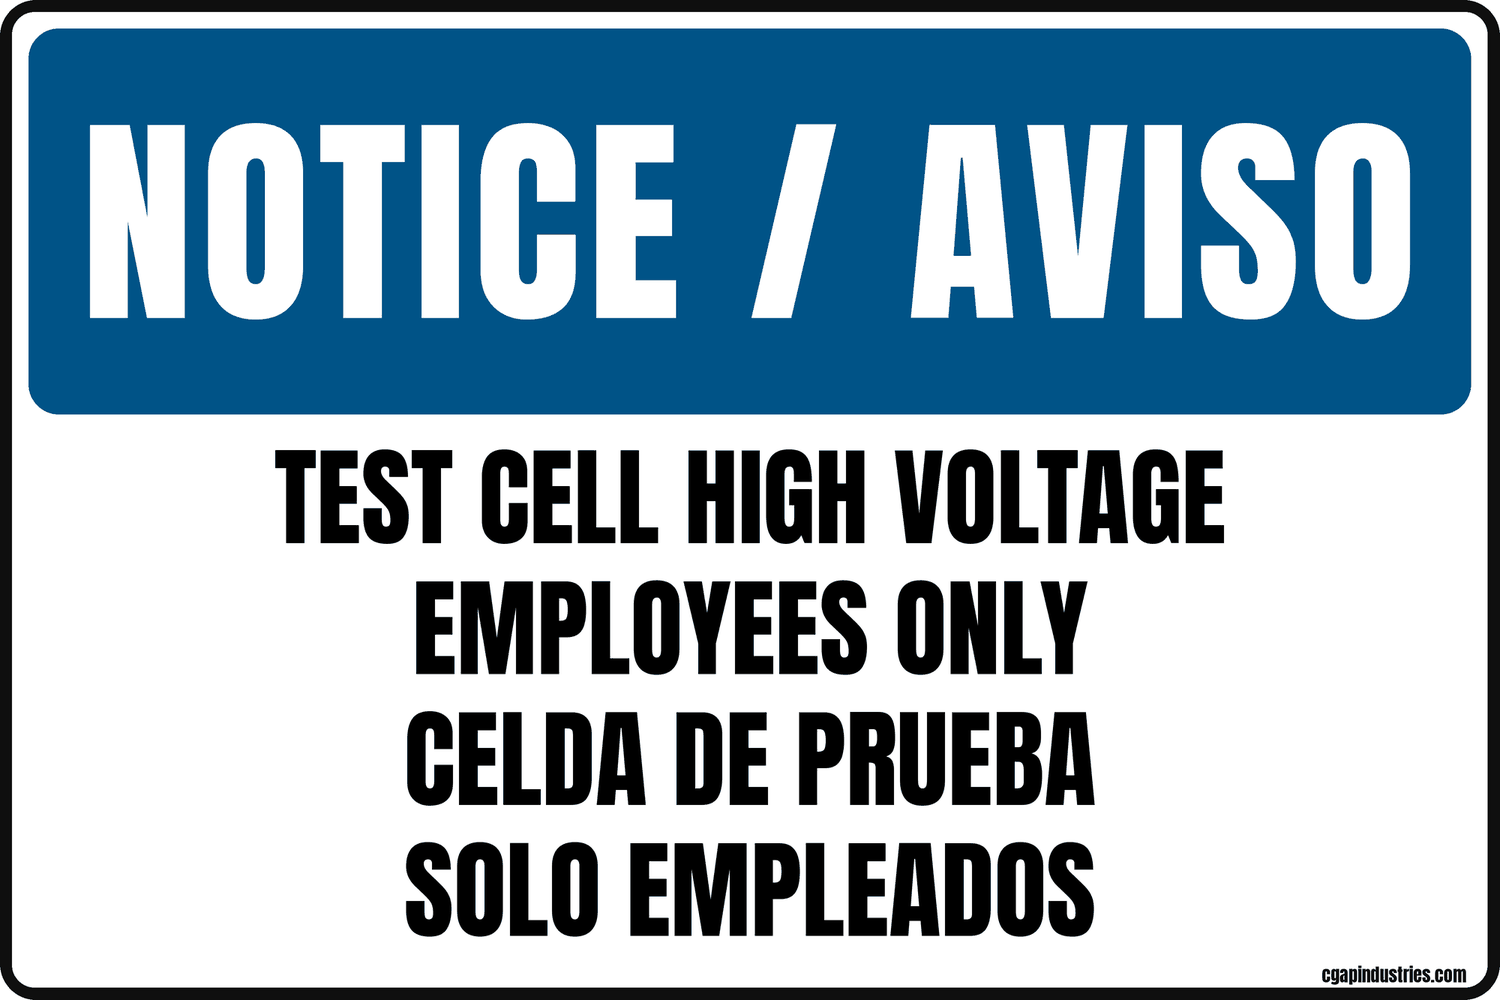 NOTICE / AVISO
TEST CELL HIGH VOLTAGE
EMPLOYEES ONLY
CELDA DE PRUEBA
SOLO EMPLEADOS
cgapindustries.com